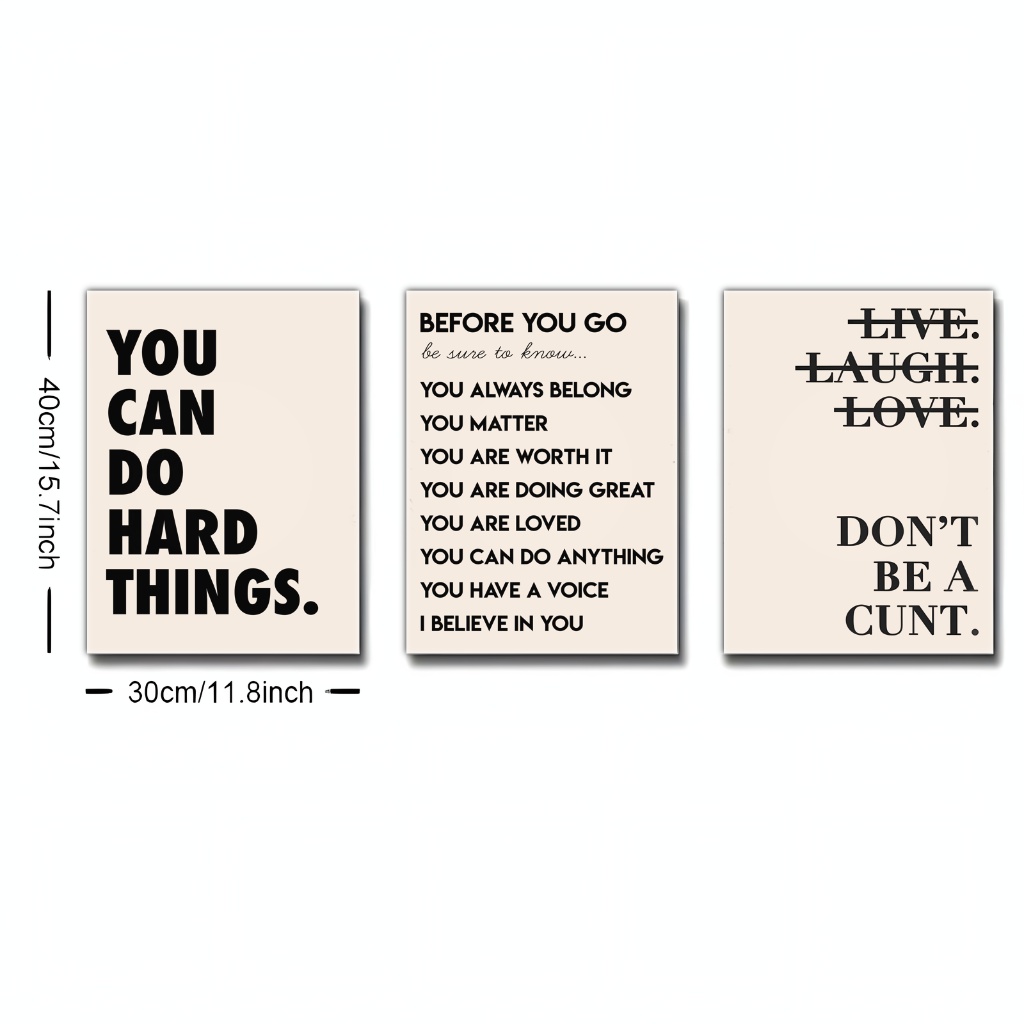 40cm/15.7inch
YOU
CAN
DO
HARD
THINGS.
30cm/11.8inch
BEFORE YOU GO
be sure to know...
YOU ALWAYS BELONG
YOU MATTER
YOU ARE WORTH IT
YOU ARE DOING GREAT
YOU ARE LOVED
YOU CAN DO ANYTHING
YOU HAVE A VOICE
I BELIEVE IN YOU
LIVE.
LAUGH.
LOVE.
DON'T
BE A
CUNT.